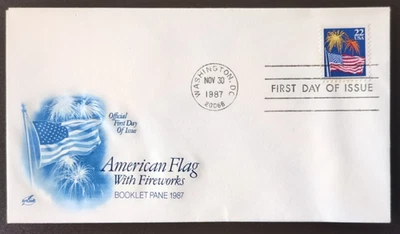 22
USA
WASHINGTON, DC
NOV 30
1987
20066
FIRST DAY OF ISSUE
Official
First Day
Of Issue
American Flag
With Fireworks
BOOKLET PANE 1987